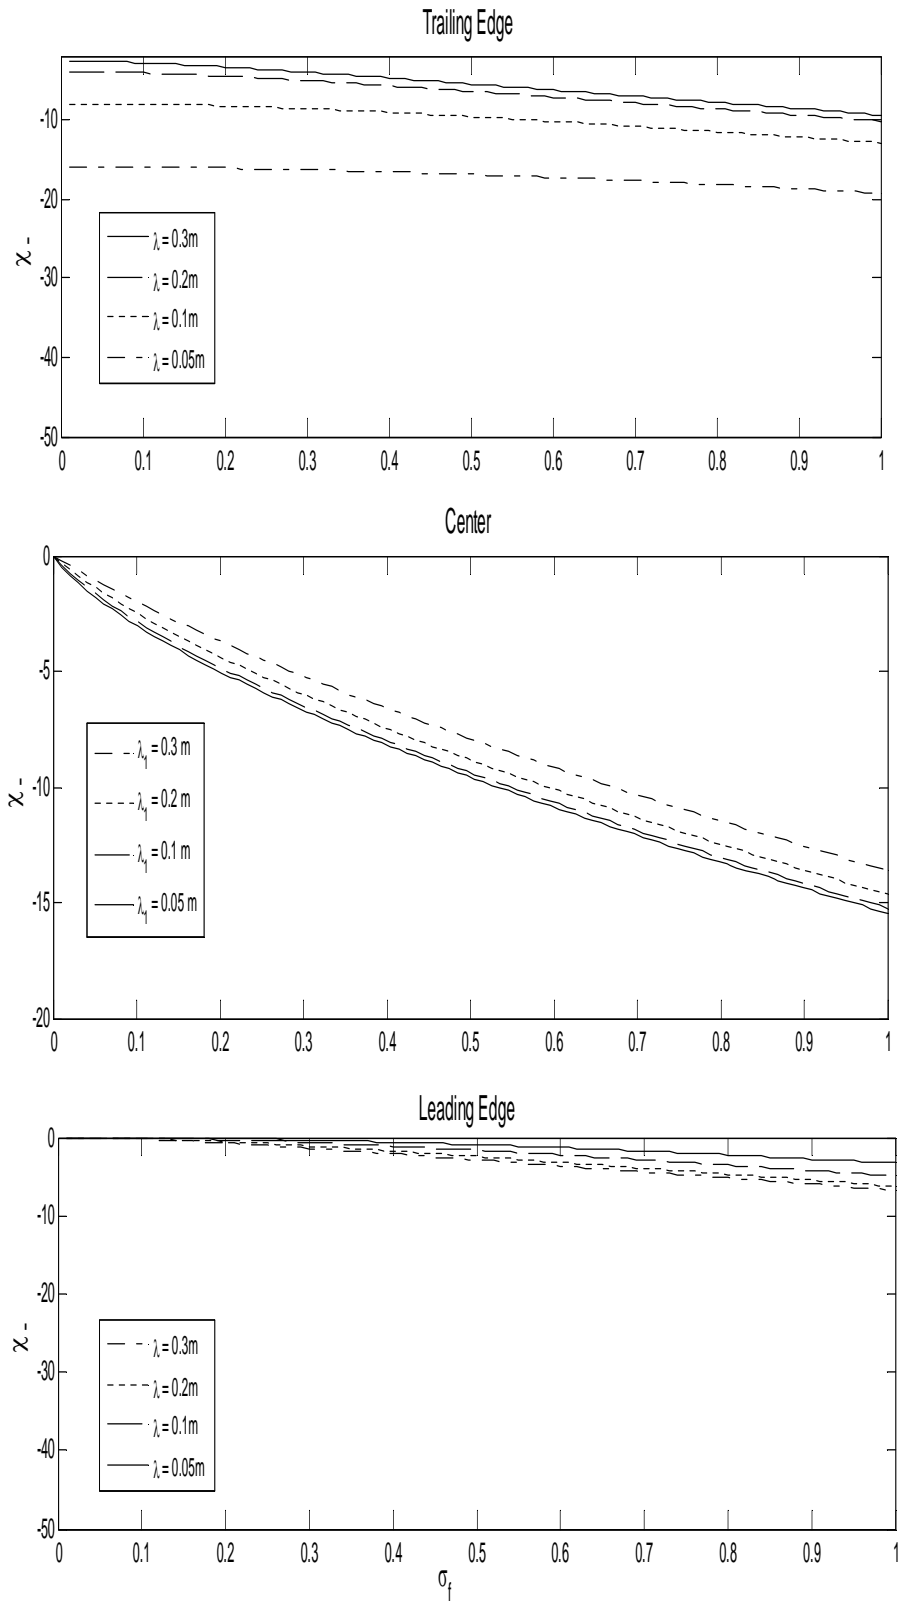 Trailing Edge
-10
-20
-30
-40
-50
χ -
λ = 0.3m
λ = 0.2m
λ = 0.1m
λ = 0.05m
0 0.1 0.2 0.3 0.4 0.5 0.6 0.7 0.8 0.9 1
Center
0
-5
-10
-15
-20
χ -
λ1 = 0.3 m
λ1 = 0.2 m
λ1 = 0.1 m
λ1 = 0.05 m
0 0.1 0.2 0.3 0.4 0.5 0.6 0.7 0.8 0.9 1
Leading Edge
0
-10
-20
-30
-40
-50
χ -
λ = 0.3m
λ = 0.2m
λ = 0.1m
λ = 0.05m
0 0.1 0.2 0.3 0.4 0.5 0.6 0.7 0.8 0.9 1
σf